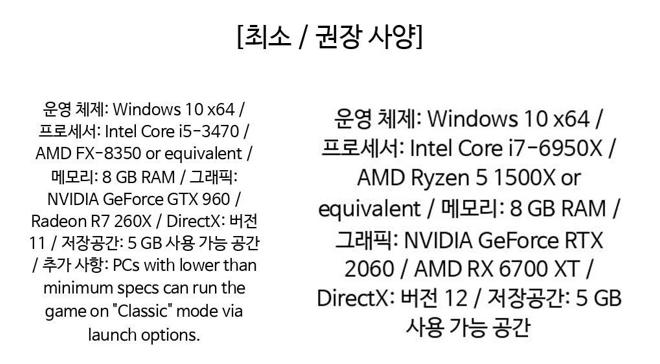 [최소 / 권장 사양]
운영 체제: Windows 10 x64 /
프로세서: Intel Core i5-3470 /
AMD FX-8350 or equivalent /
메모리: 8 GB RAM / 그래픽:
NVIDIA GeForce GTX 960 /
Radeon R7 260X / DirectX: 버전
11 / 저장공간: 5 GB 사용 가능 공간
/ 추가 사항: PCs with lower than
minimum specs can run the
game on "Classic" mode via
launch options.
운영 체제: Windows 10 x64 /
프로세서: Intel Core i7-6950X /
AMD Ryzen 5 1500X or
equivalent / 메모리: 8 GB RAM /
그래픽: NVIDIA GeForce RTX
2060 / AMD RX 6700 XT /
DirectX: 버전 12 / 저장공간: 5 GB
사용 가능 공간